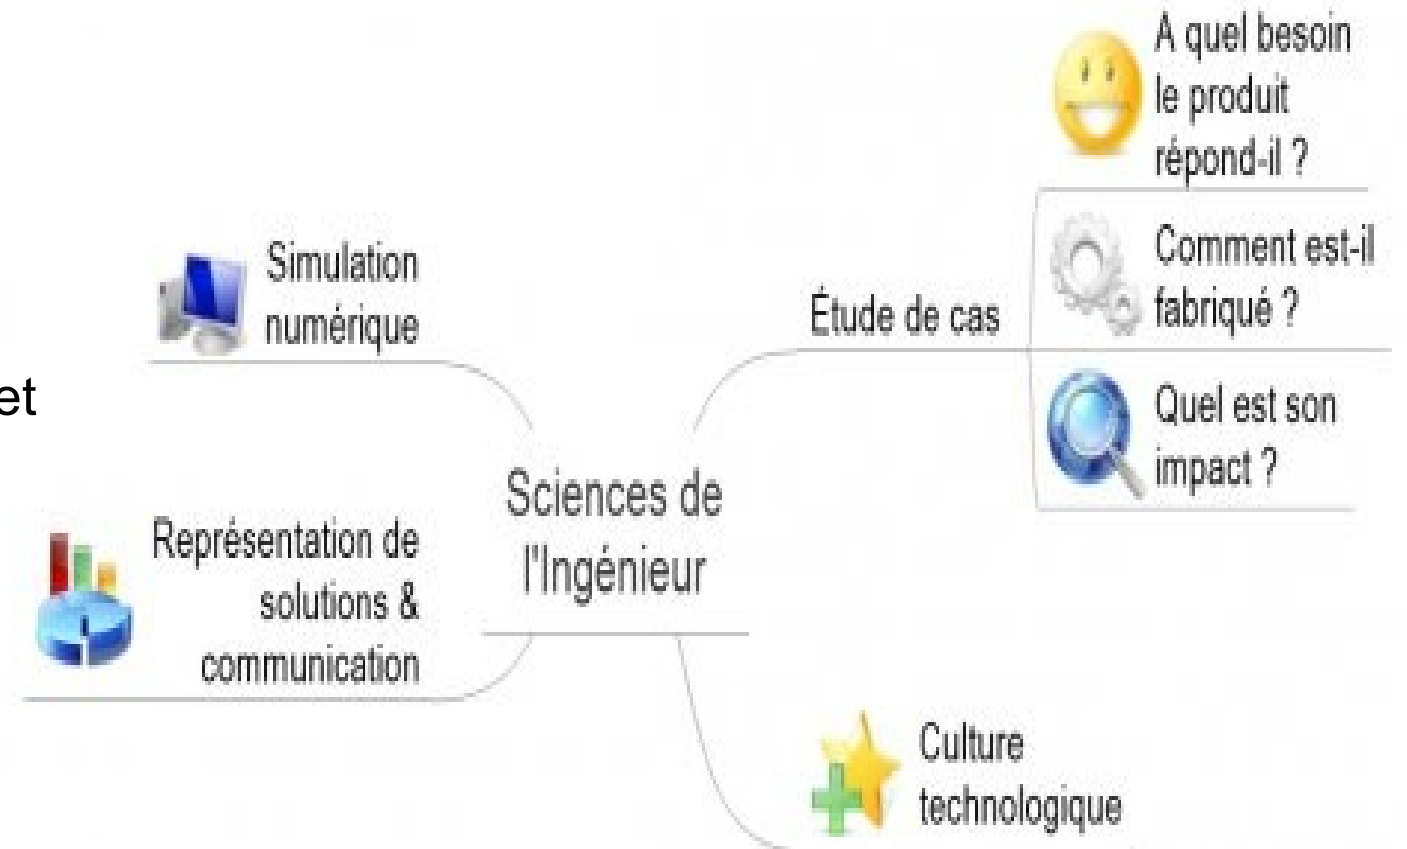 A quel besoin
le produit
répond-il ?
Simulation
numérique
Comment est-il
fabriqué ?
Étude de cas
et
Quel est son
impact ?
Sciences de
l'Ingénieur
Représentation de
solutions &
communication
Culture
technologique